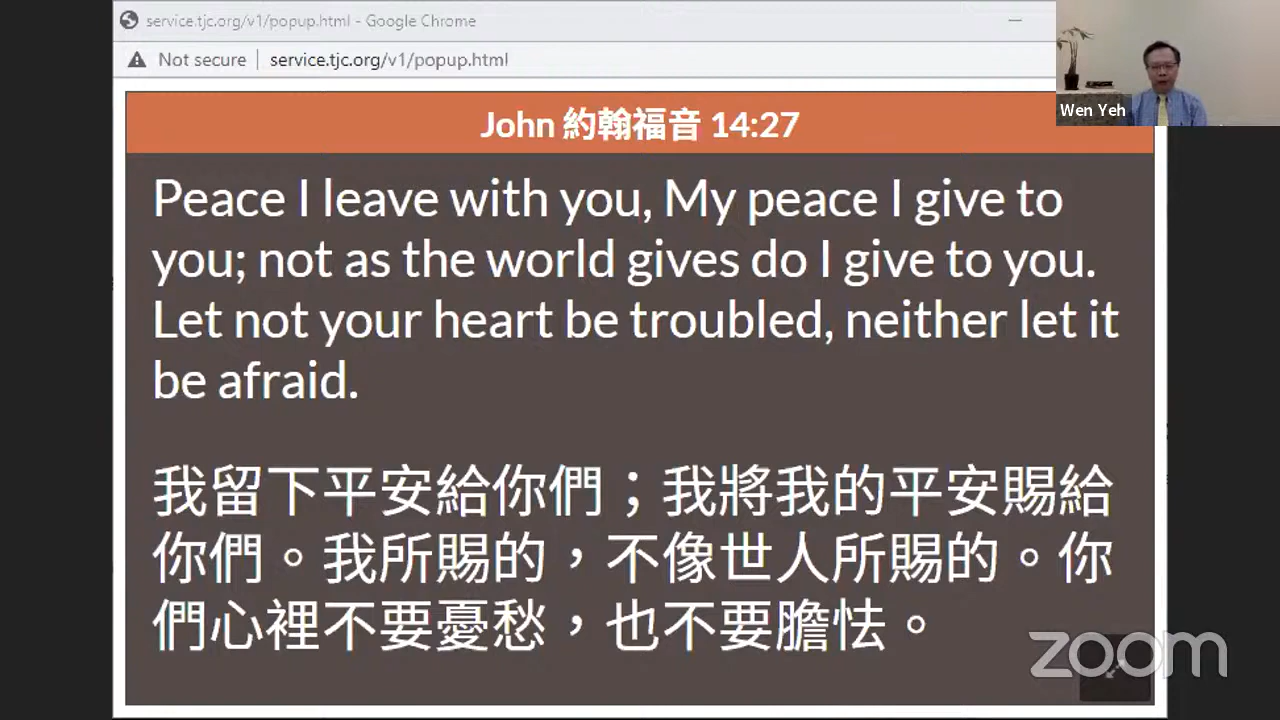 service.tjc.org/v1/popup.html - Google Chrome
Not secure
service.tjc.org/v1/popup.html
Wen Yeh
John 約翰福音 14:27
Peace I leave with you, My peace I give to
you; not as the world gives do I give to you.
Let not your heart be troubled, neither let it
be afraid.
我留下平安給你們；我將我的平安賜給
你們。我所賜的，不像世人所賜的。你
們心裡不要憂愁，也不要膽怯。
zoom